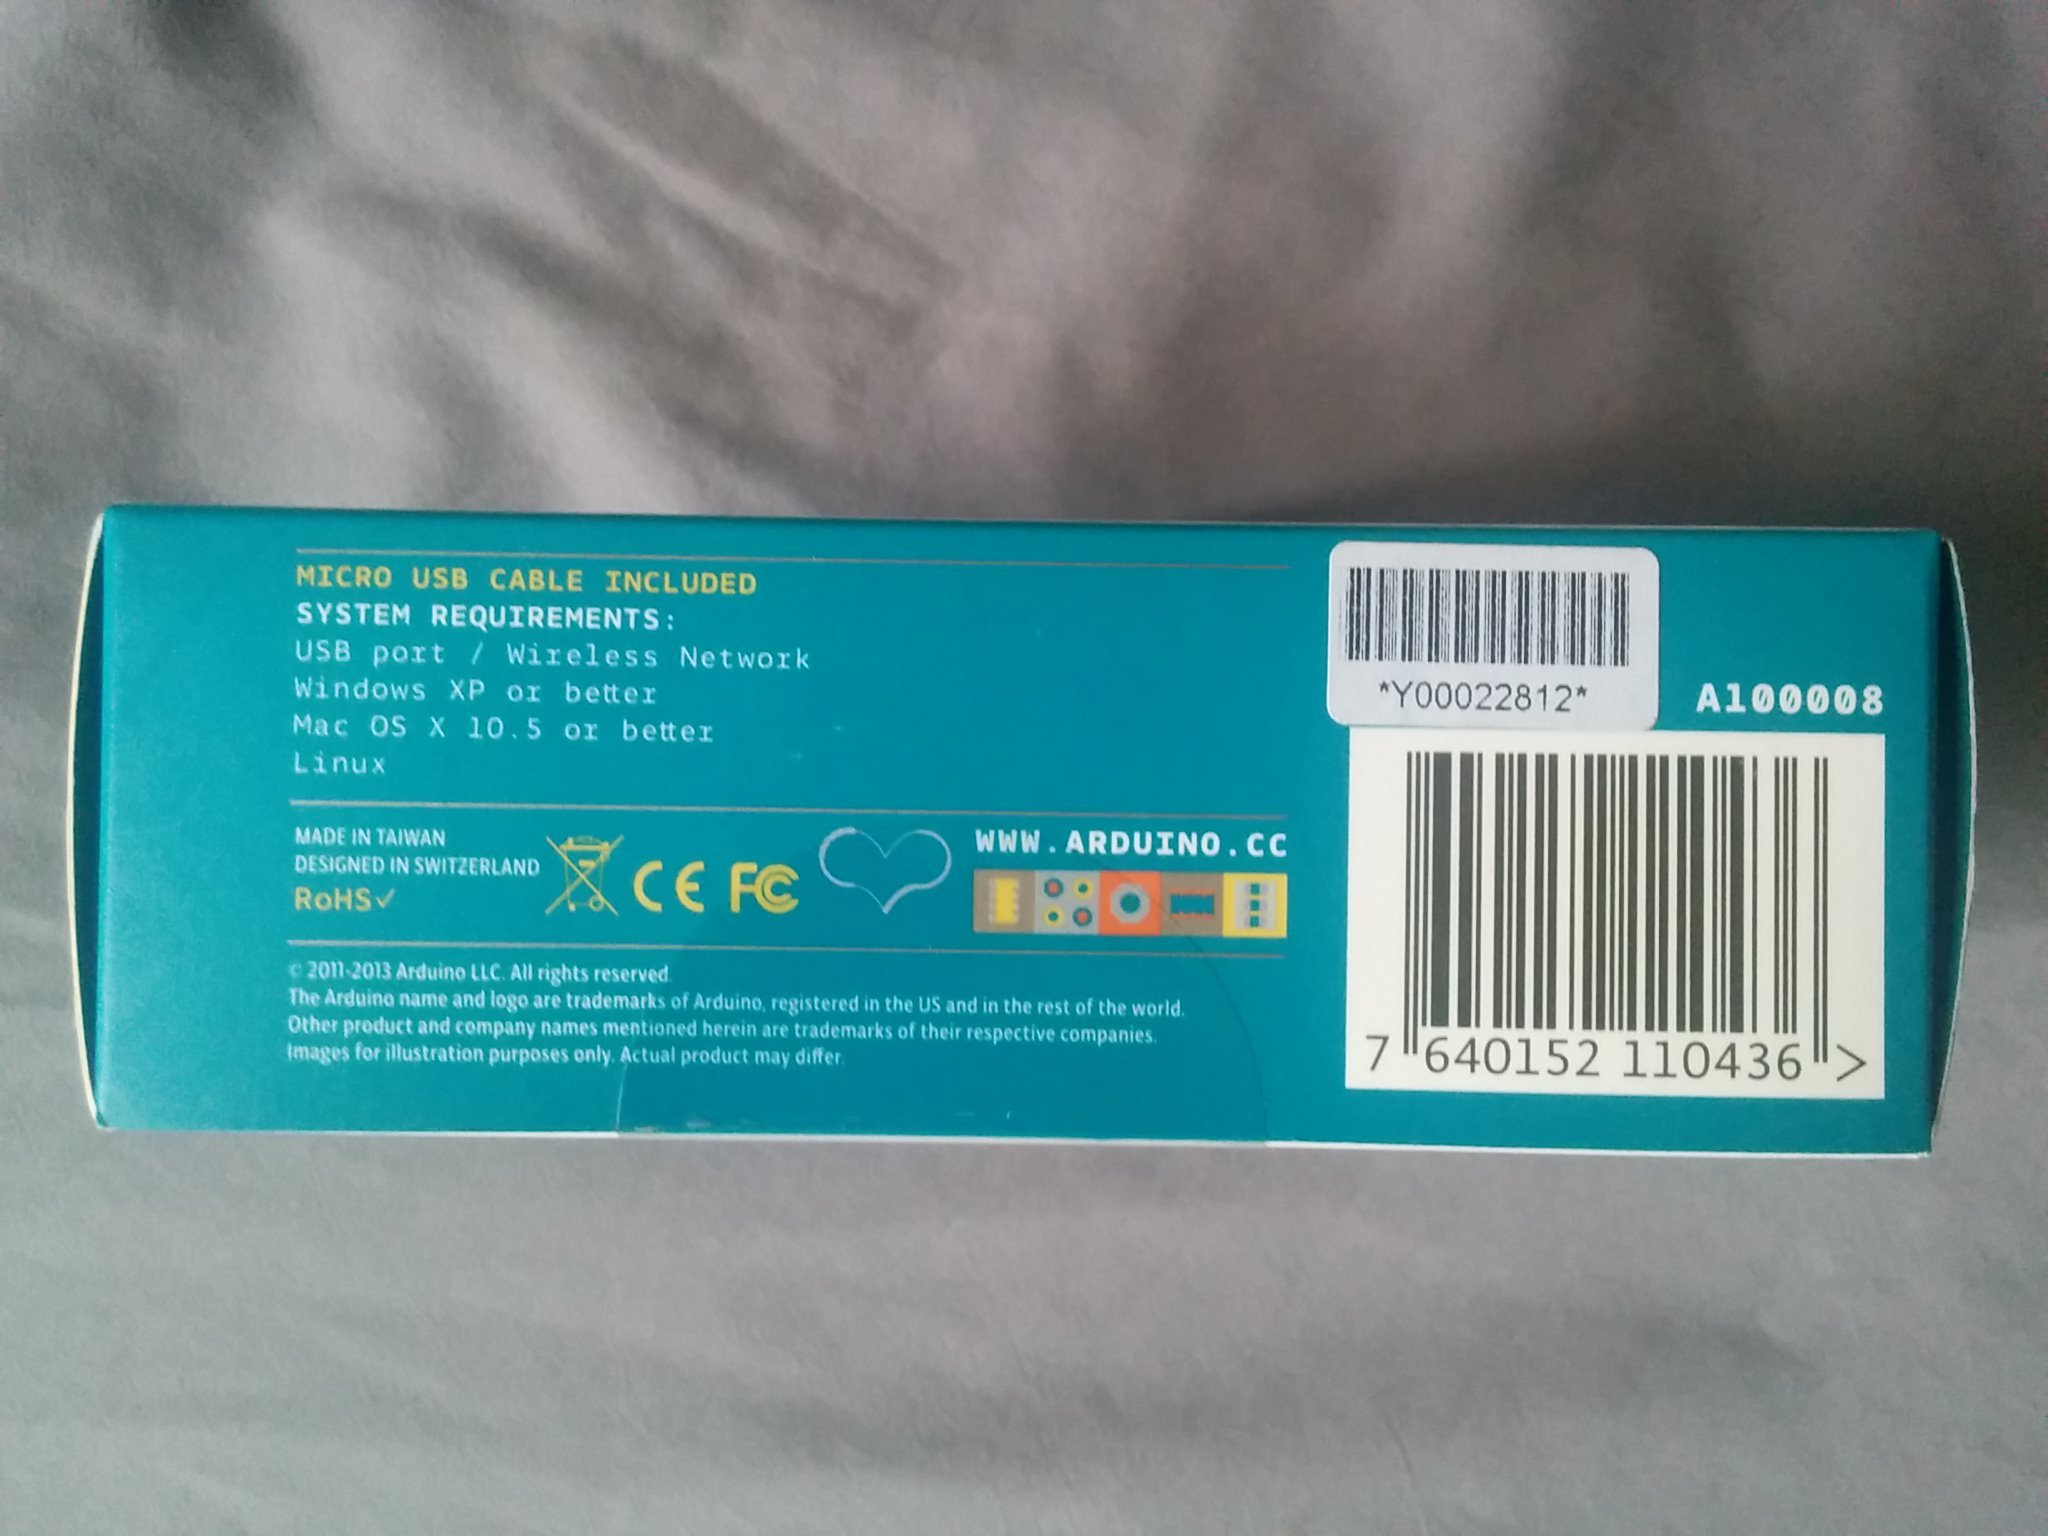 MICRO USB CABLE INCLUDED
SYSTEM REQUIREMENTS:
USB port / Wireless Network
Windows XP or better
Mac OS X 10.5 or better
Linux
MADE IN TAIWAN
DESIGNED IN SWITZERLAND
RoHS✓
CE FC
WWW.ARDUINO.CC
© 2011-2013 Arduino LLC. All rights reserved.
The Arduino name and logo are trademarks of Arduino, registered in the US and in the rest of the world.
Other product and company names mentioned herein are trademarks of their respective companies.
Images for illustration purposes only. Actual product may differ.
*Y00022812*
A100008
7 640152 110436 >